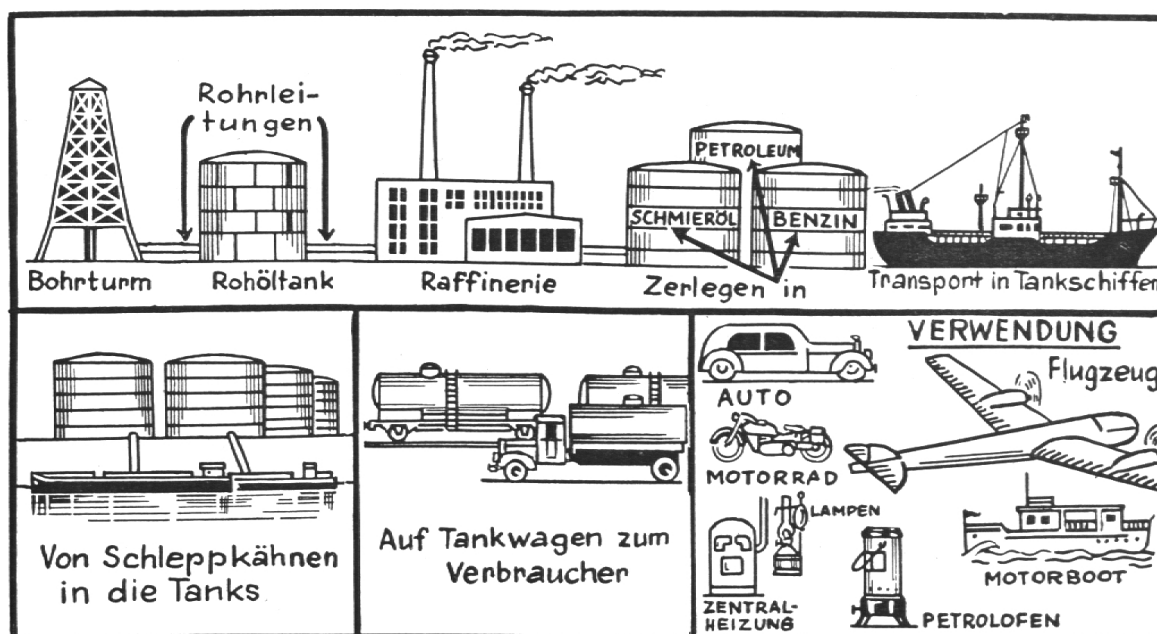 Rohrlei-
tungen
Bohrturm
Rohöltank
Raffinerie
PETROLEUM
SCHMIERÖL
BENZIN
Zerlegen in
Transport in Tankschiffen
Von Schleppkähnen
in die Tanks
Auf Tankwagen zum
Verbraucher
VERWENDUNG
Flugzeug
AUTO
MOTORRAD
LAMPEN
ZENTRAL-
HEIZUNG
PETROLOFEN
MOTORBOOT